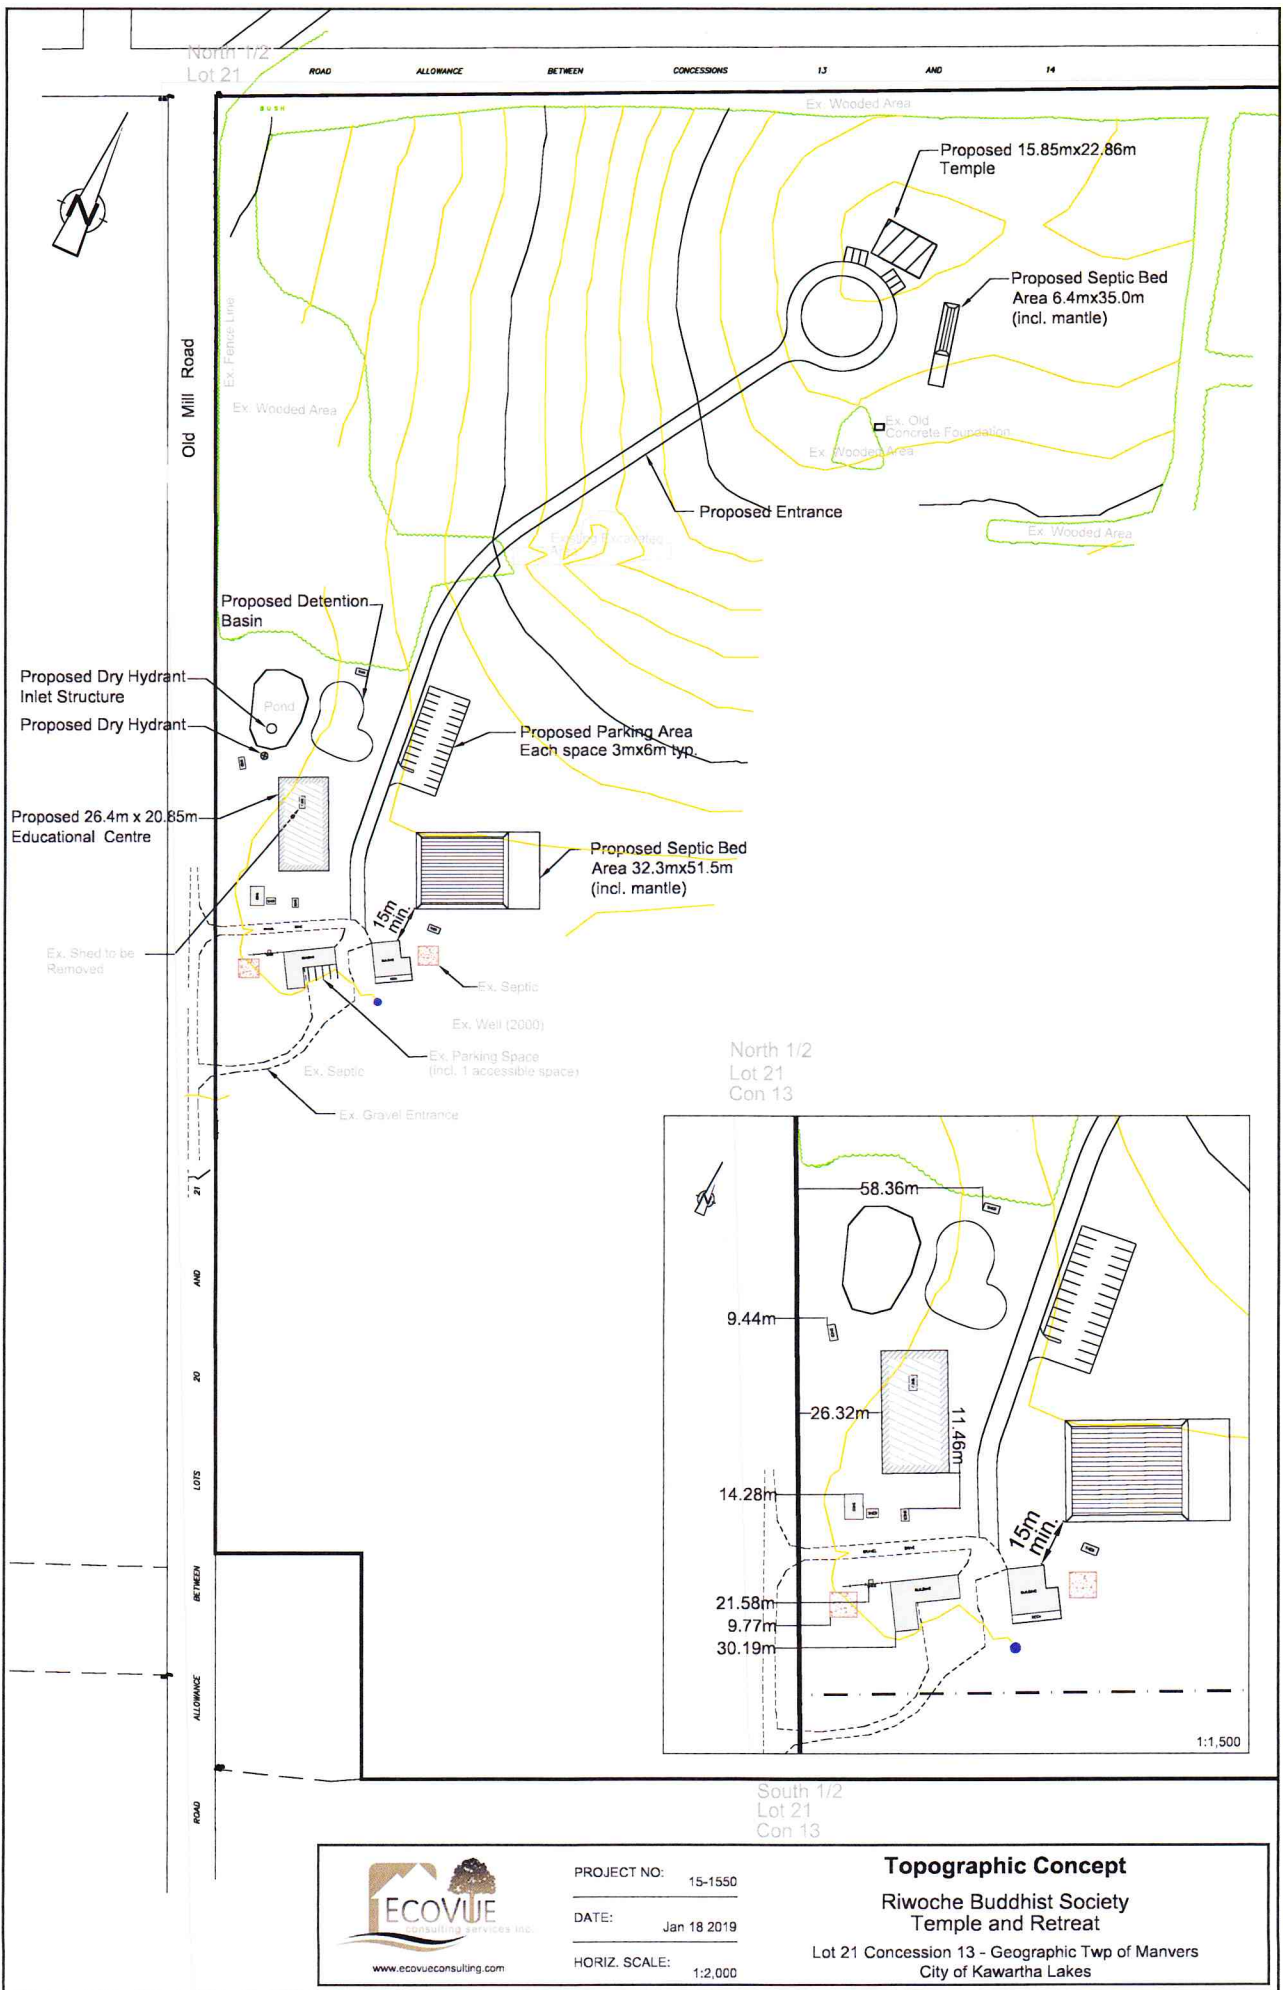 North 1/2
Lot 21
ROAD ALLOWANCE BETWEEN CONCESSIONS 13 AND 14
BUSH
Ex. Wooded Area
Proposed 15.85mx22.86m
Temple
N
Proposed Septic Bed
Area 6.4mx35.0m
(incl. mantle)
Ex. Fence Line
Old Mill Road
Ex. Wooded Area
Ex. Old
Concrete Foundation
Ex. Wooded Area
Proposed Entrance
Ex. Wooded Area
Existing Excavated
Proposed Detention
Basin
Proposed Dry Hydrant
Inlet Structure
Pond
Proposed Dry Hydrant
Proposed Parking Area
Each space 3mx6m typ.
Proposed 26.4m x 20.85m
Educational Centre
Proposed Septic Bed
Area 32.3mx51.5m
(incl. mantle)
15m
min.
Ex. Shed to be
Removed
Ex. Septic
Ex. Well (2000)
Ex. Parking Space
(incl. 1 accessible space)
Ex. Septic
Ex. Gravel Entrance
North 1/2
Lot 21
Con 13
ROAD ALLOWANCE BETWEEN LOTS 20 AND 21
N
58.36m
9.44m
26.32m
11.46m
14.28m
15m
min.
21.58m
9.77m
30.19m
1:1,500
South 1/2
Lot 21
Con 13
ECOVUE
consulting services inc.
www.ecovueconsulting.com
PROJECT NO: 15-1550
DATE: Jan 18 2019
HORIZ. SCALE: 1:2,000
Topographic Concept
Riwoche Buddhist Society
Temple and Retreat
Lot 21 Concession 13 - Geographic Twp of Manvers
City of Kawartha Lakes